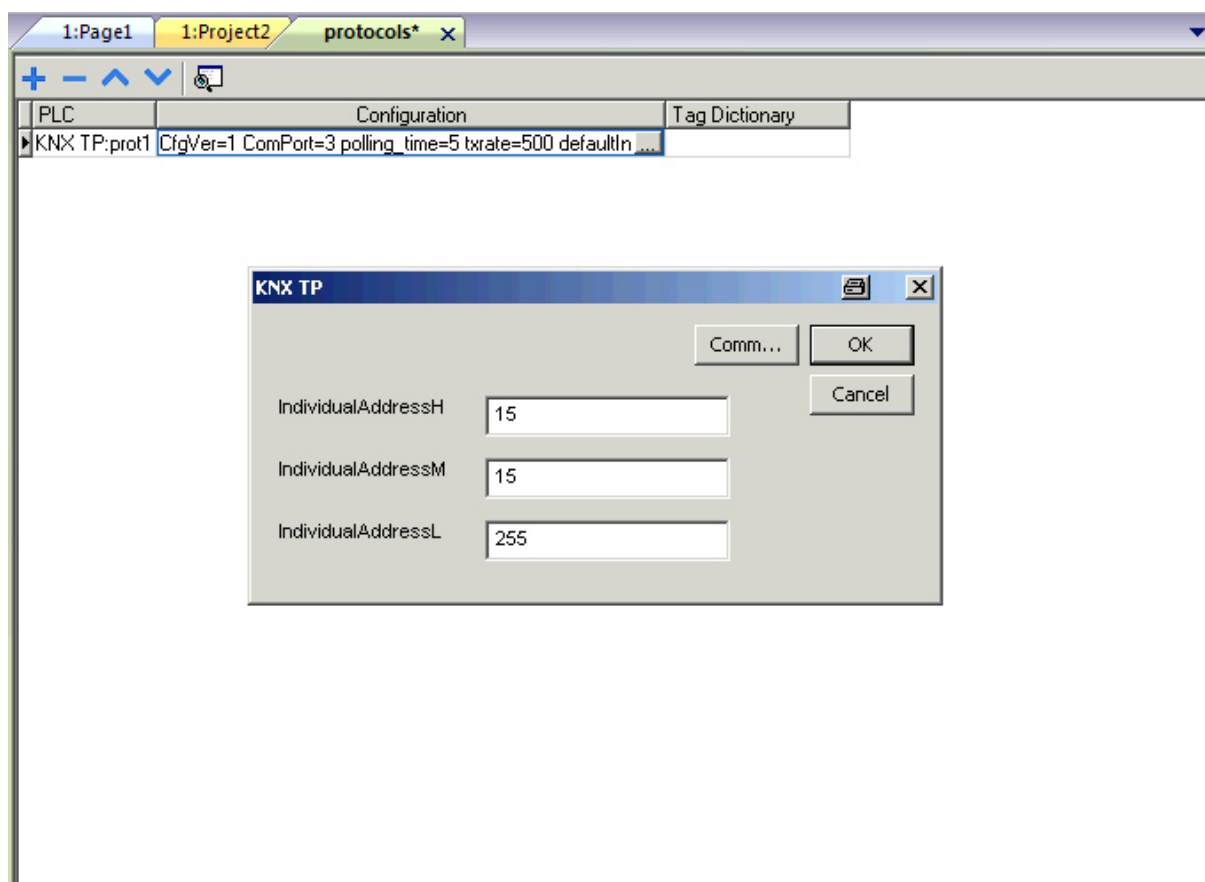 1:Page1 1:Project2 protocols*
PLC Configuration Tag Dictionary
KNX TP:prot1 CfgVer=1 ComPort=3 polling_time=5 txrate=500 defaultIn ...
KNX TP
Comm... OK
Cancel
IndividualAddressH 15
IndividualAddressM 15
IndividualAddressL 255